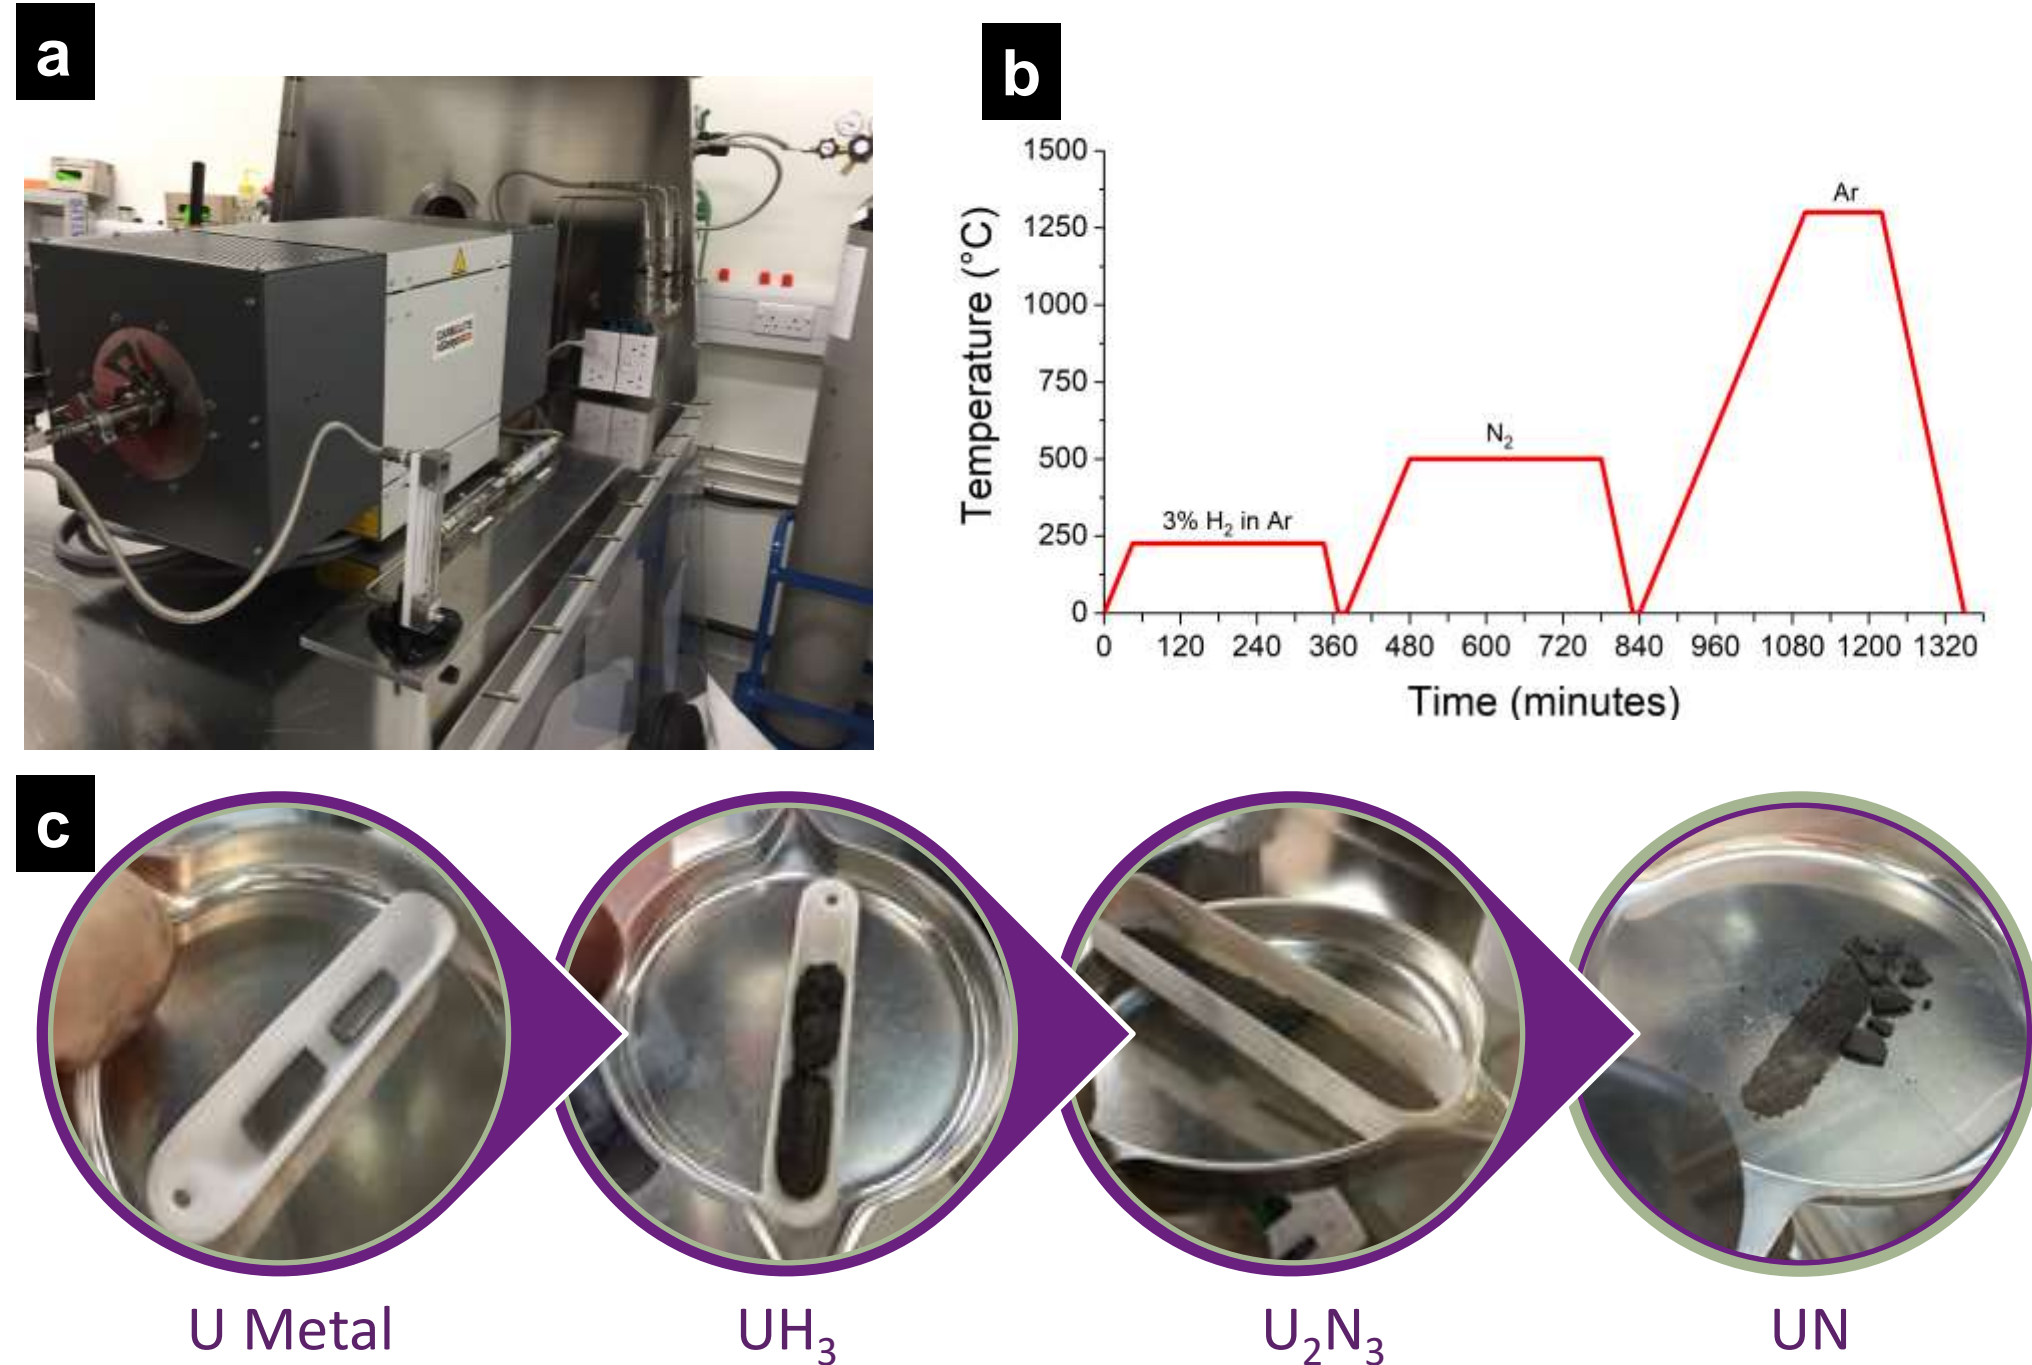 a
b
1500
1250
1000
750
500
250
0
Temperature (°C)
3% H₂ in Ar
N₂
Ar
0 120 240 360 480 600 720 840 960 1080 1200 1320
Time (minutes)
CARBOLITE
c
U Metal
UH₃
U₂N₃
UN